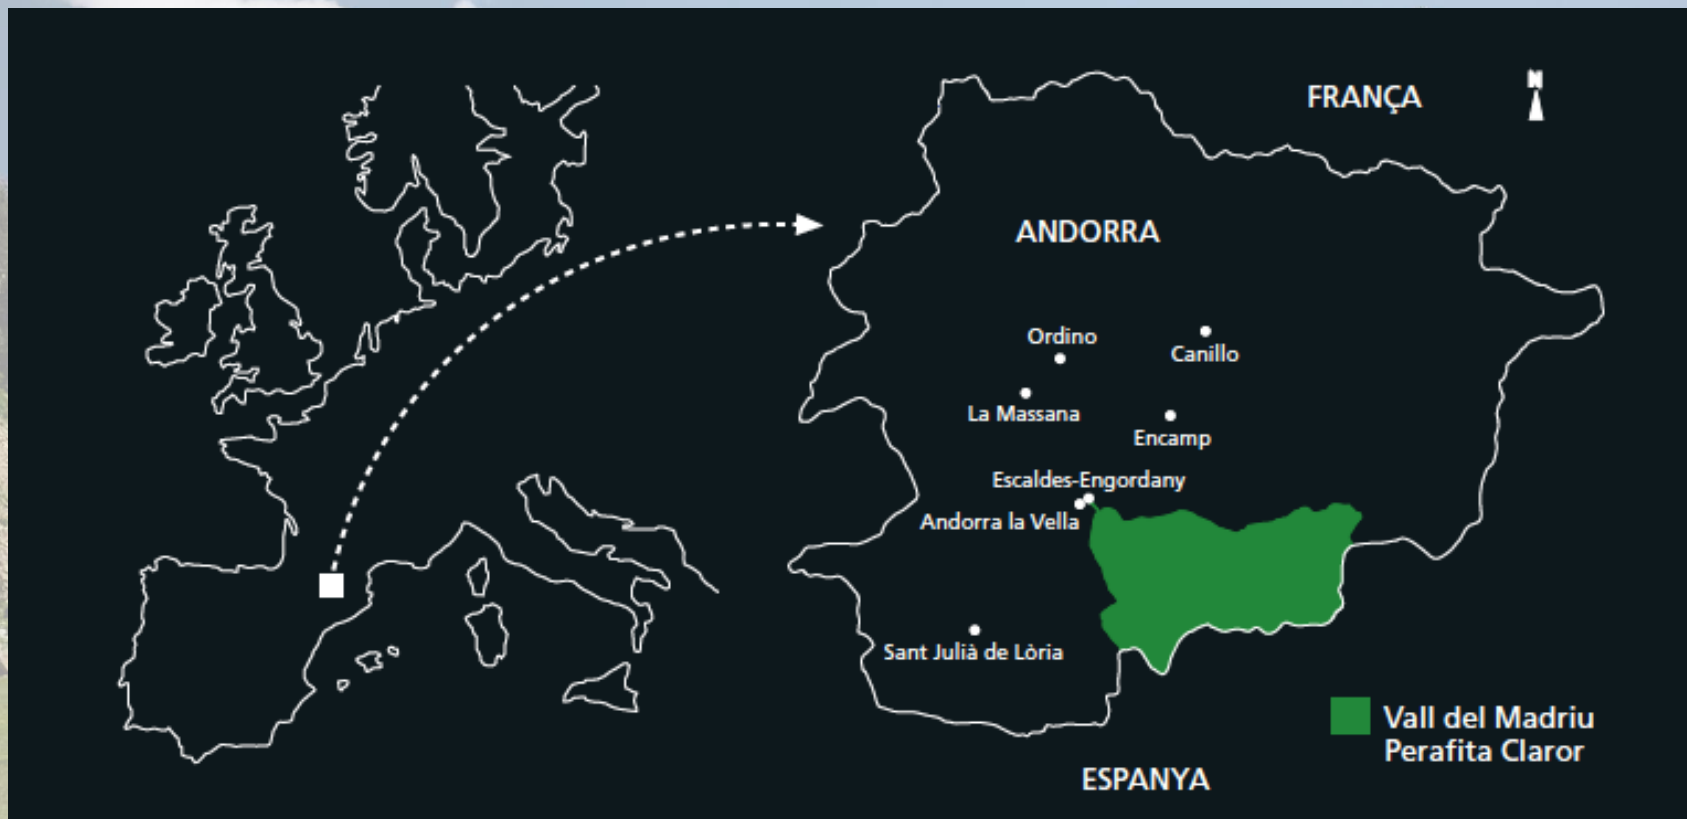 FRANÇA
N
ANDORRA
Ordino
Canillo
La Massana
Encamp
Escaldes-Engordany
Andorra la Vella
Sant Julià de Lòria
Vall del Madriu
Perafita Claror
ESPANYA